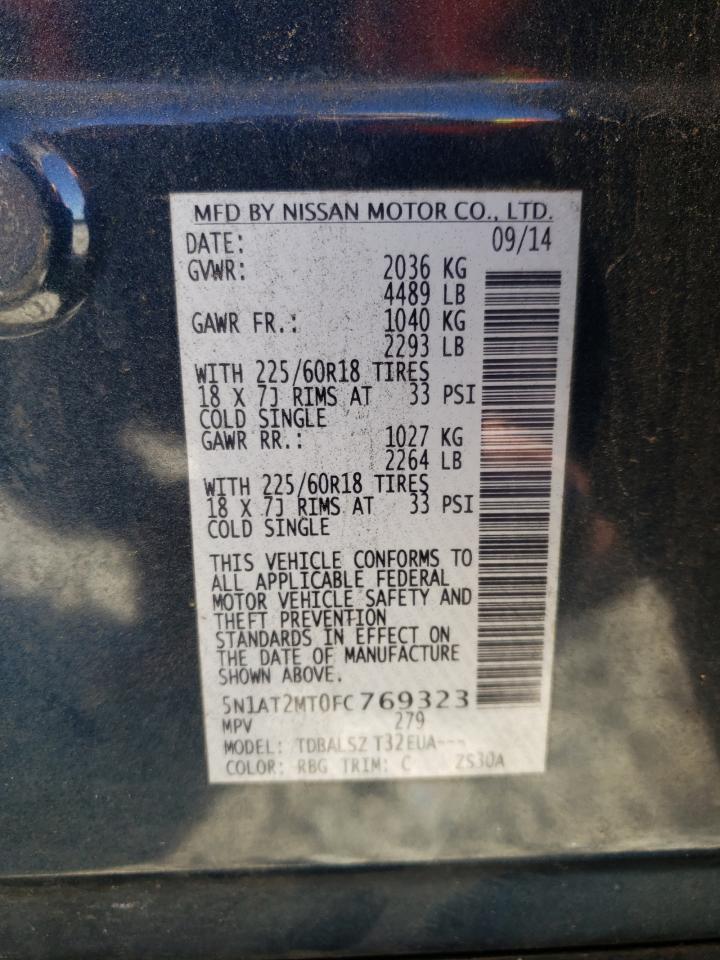 MFD BY NISSAN MOTOR CO., LTD.
DATE: 09/14
GVWR: 2036 KG
4489 LB
GAWR FR.: 1040 KG
2293 LB
WITH 225/60R18 TIRES
18 X 7J RIMS AT 33 PSI
COLD SINGLE
GAWR RR.: 1027 KG
2264 LB
WITH 225/60R18 TIRES
18 X 7J RIMS AT 33 PSI
COLD SINGLE
THIS VEHICLE CONFORMS TO
ALL APPLICABLE FEDERAL
MOTOR VEHICLE SAFETY AND
THEFT PREVENTION
STANDARDS IN EFFECT ON
THE DATE OF MANUFACTURE
SHOWN ABOVE.
5N1AT2MT0FC769323
MPV 279
MODEL: TDBALSZ T32EUA---
COLOR: RBG TRIM: C ZS30A